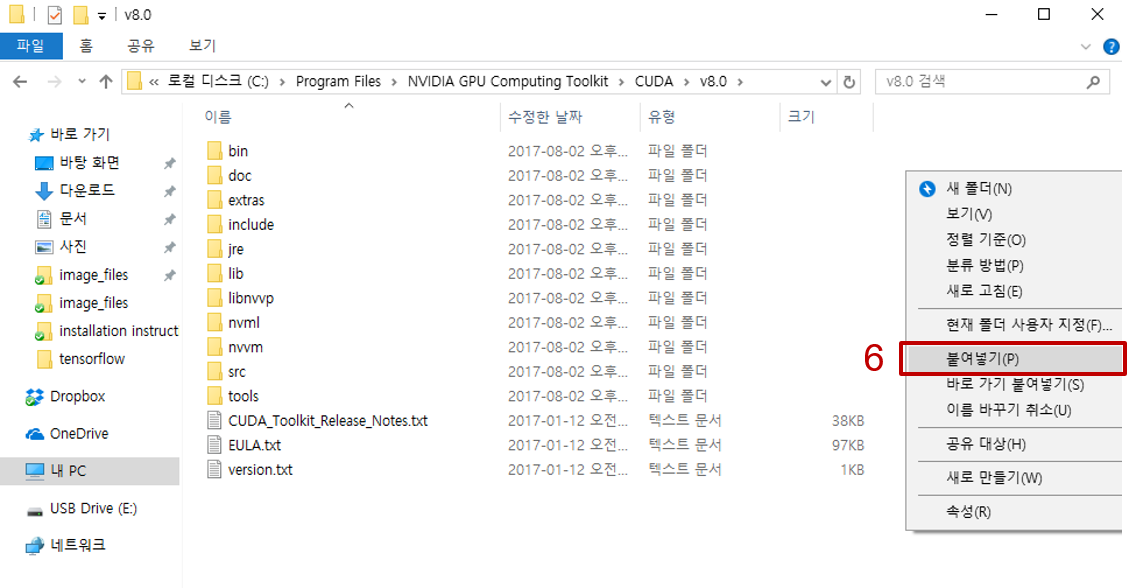 v8.0
파일 홈 공유 보기
« 로컬 디스크 (C:) > Program Files > NVIDIA GPU Computing Toolkit > CUDA > v8.0 > v8.0 검색
이름 수정한 날짜 유형 크기
바로 가기
바탕 화면
다운로드
문서
사진
image_files
image_files
installation instruct
tensorflow
Dropbox
OneDrive
내 PC
USB Drive (E:)
네트워크
bin 2017-08-02 오후... 파일 폴더
doc 2017-08-02 오후... 파일 폴더
extras 2017-08-02 오후... 파일 폴더
include 2017-08-02 오후... 파일 폴더
jre 2017-08-02 오후... 파일 폴더
lib 2017-08-02 오후... 파일 폴더
libnvvp 2017-08-02 오후... 파일 폴더
nvml 2017-08-02 오후... 파일 폴더
nvvm 2017-08-02 오후... 파일 폴더
src 2017-08-02 오후... 파일 폴더
tools 2017-08-02 오후... 파일 폴더
CUDA_Toolkit_Release_Notes.txt 2017-01-12 오전... 텍스트 문서 38KB
EULA.txt 2017-01-12 오전... 텍스트 문서 97KB
version.txt 2017-01-12 오전... 텍스트 문서 1KB
새 폴더(N)
보기(V)
정렬 기준(O)
분류 방법(P)
새로 고침(E)
현재 폴더 사용자 지정(F)...
6 붙여넣기(P)
바로 가기 붙여넣기(S)
이름 바꾸기 취소(U)
공유 대상(H)
새로 만들기(W)
속성(R)